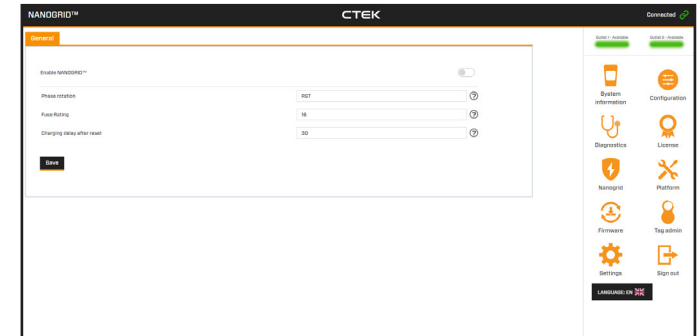 NANOGRID™
CTEK
Connected
General
Outlet 1 - Available
Outlet 2 - Available
Enable NANOGRID™
Phase rotation
RST
Fuse Rating
16
Charging delay after reset
30
Save
System information
Configuration
Diagnostics
License
Nanogrid
Platform
Firmware
Tag admin
Settings
Sign out
LANGUAGE: EN